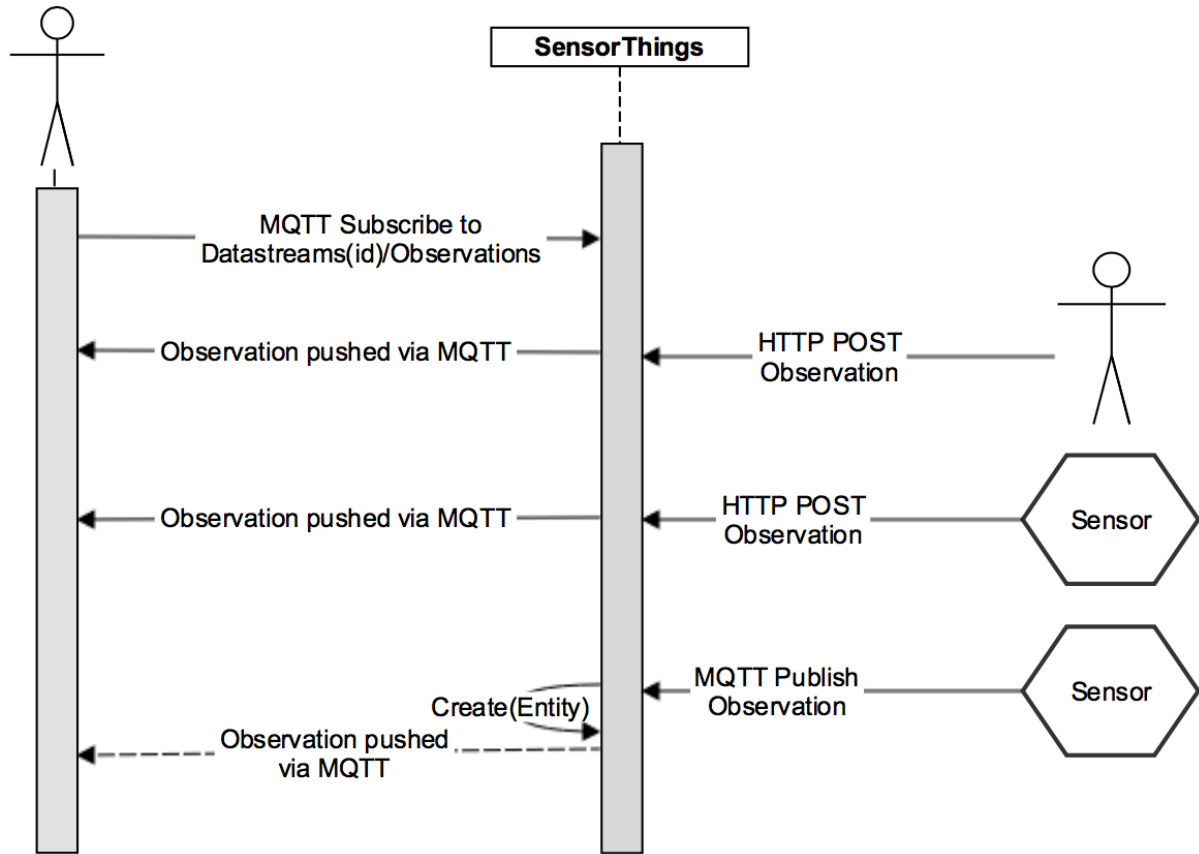 SensorThings
MQTT Subscribe to
Datastreams(id)/Observations
Observation pushed via MQTT
HTTP POST
Observation
Observation pushed via MQTT
HTTP POST
Observation
Sensor
MQTT Publish
Observation
Sensor
Create(Entity)
Observation pushed
via MQTT